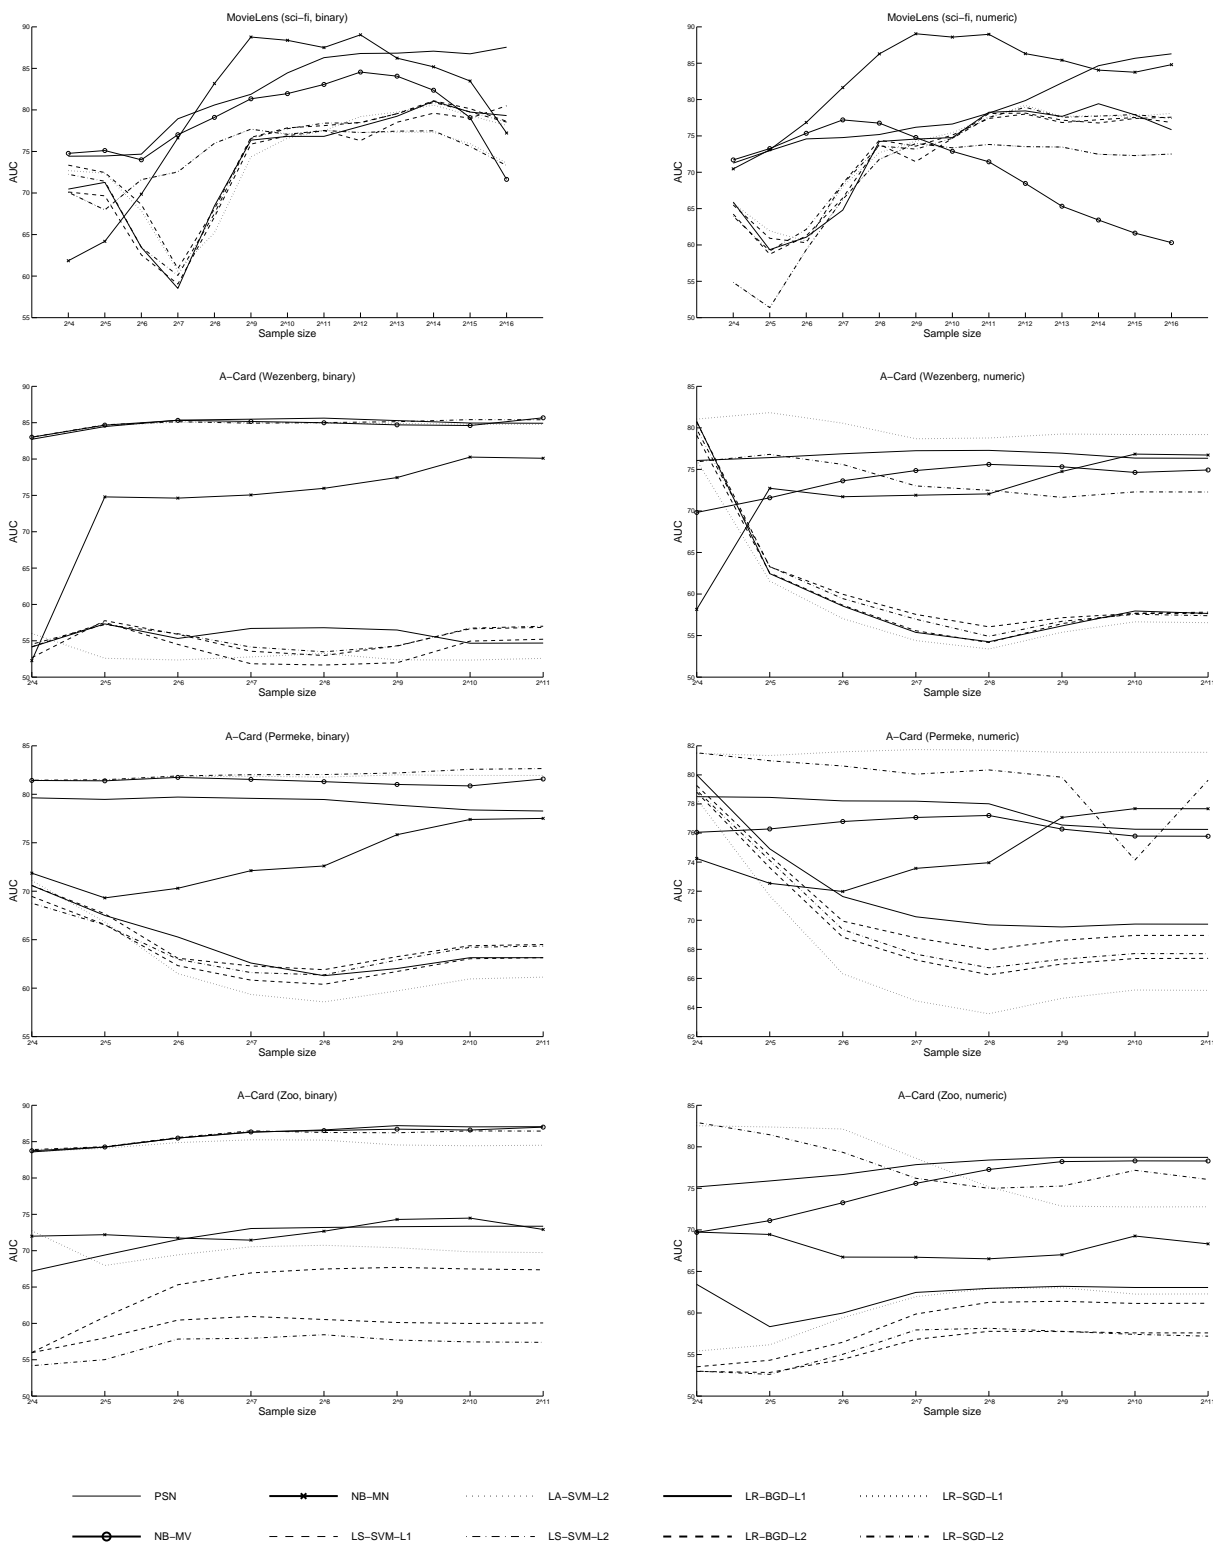 MovieLens (sci−fi, binary)
90
85
80
75
70
65
60
55
AUC
2^4 2^5 2^6 2^7 2^8 2^9 2^10 2^11 2^12 2^13 2^14 2^15 2^16
Sample size
MovieLens (sci−fi, numeric)
90
85
80
75
70
65
60
55
50
AUC
2^4 2^5 2^6 2^7 2^8 2^9 2^10 2^11 2^12 2^13 2^14 2^15 2^16
Sample size
A−Card (Wezenberg, binary)
90
85
80
75
70
65
60
55
50
AUC
2^4 2^5 2^6 2^7 2^8 2^9 2^10 2^11
Sample size
A−Card (Wezenberg, numeric)
85
80
75
70
65
60
55
50
AUC
2^4 2^5 2^6 2^7 2^8 2^9 2^10 2^11
Sample size
A−Card (Permeke, binary)
85
80
75
70
65
60
55
AUC
2^4 2^5 2^6 2^7 2^8 2^9 2^10 2^11
Sample size
A−Card (Permeke, numeric)
82
80
78
76
74
72
70
68
66
64
62
AUC
2^4 2^5 2^6 2^7 2^8 2^9 2^10 2^11
Sample size
A−Card (Zoo, binary)
90
85
80
75
70
65
60
55
50
AUC
2^4 2^5 2^6 2^7 2^8 2^9 2^10 2^11
Sample size
A−Card (Zoo, numeric)
85
80
75
70
65
60
55
50
AUC
2^4 2^5 2^6 2^7 2^8 2^9 2^10 2^11
Sample size
PSN NB−MN LA−SVM−L2 LR−BGD−L1 LR−SGD−L1
NB−MV LS−SVM−L1 LS−SVM−L2 LR−BGD−L2 LR−SGD−L2